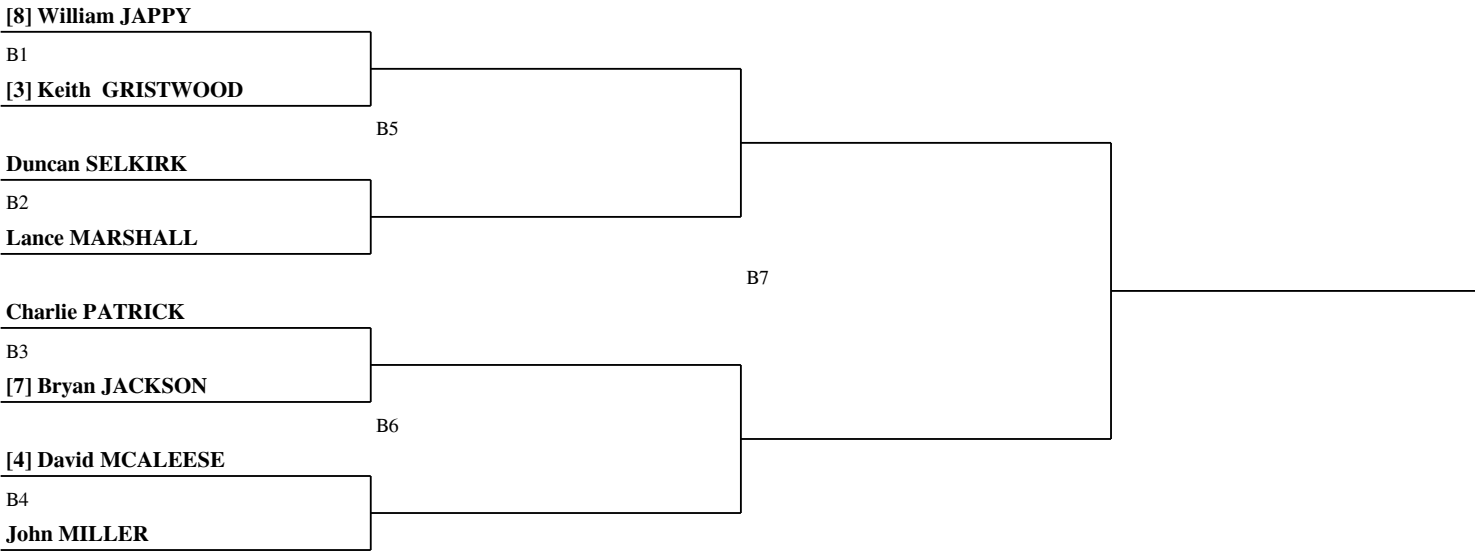 [8] William JAPPY
B1
[3] Keith  GRISTWOOD
B5
Duncan SELKIRK
B2
Lance MARSHALL
B7
Charlie PATRICK
B3
[7] Bryan JACKSON
B6
[4] David MCALEESE
B4
John MILLER